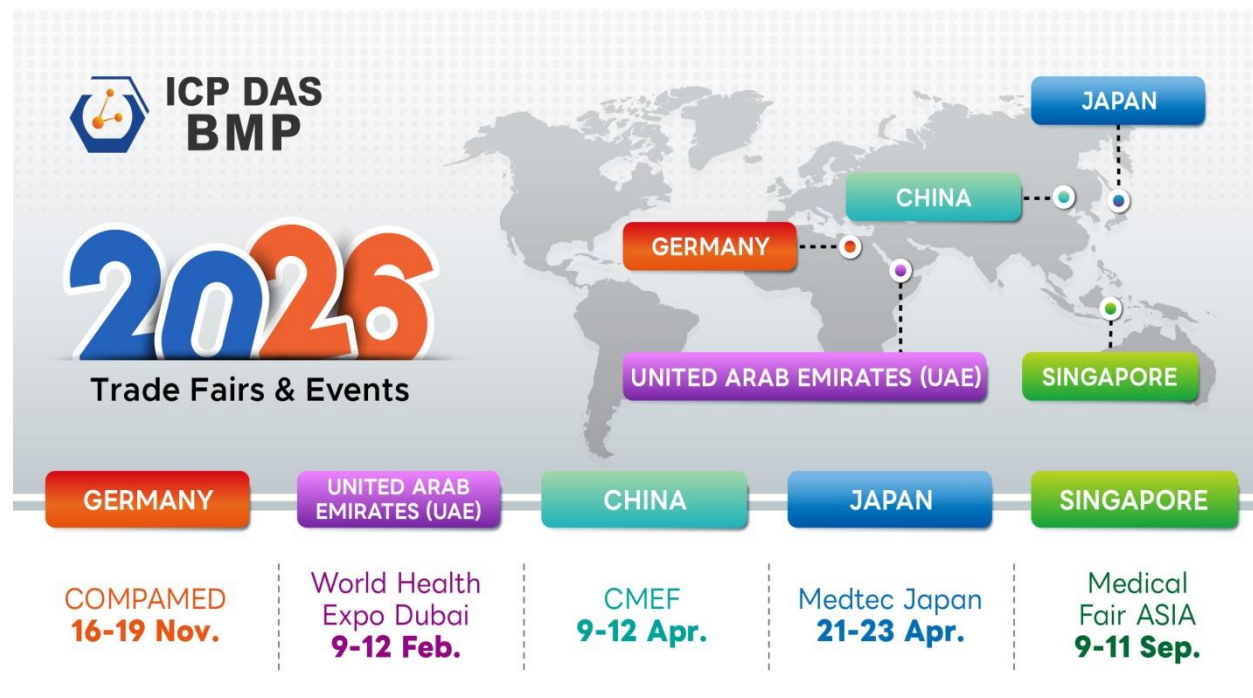 ICP DAS
BMP
2026
Trade Fairs & Events
JAPAN
CHINA
GERMANY
UNITED ARAB EMIRATES (UAE)
SINGAPORE
GERMANY
UNITED ARAB
EMIRATES (UAE)
CHINA
JAPAN
SINGAPORE
COMPAMED
16-19 Nov.
World Health
Expo Dubai
9-12 Feb.
CMEF
9-12 Apr.
Medtec Japan
21-23 Apr.
Medical
Fair ASIA
9-11 Sep.